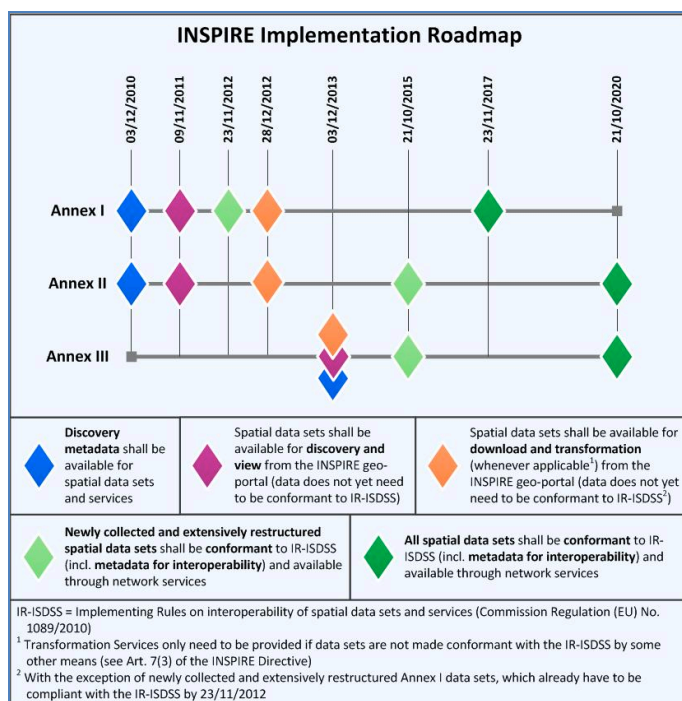 INSPIRE Implementation Roadmap
03/12/2010
09/11/2011
23/11/2012
28/12/2012
03/12/2013
21/10/2015
23/11/2017
21/10/2020
Annex I
Annex II
Annex III
Discovery
metadata shall be
available for
spatial data sets
and services
Spatial data sets shall be
available for discovery and
view from the INSPIRE geo-
portal (data does not yet need
to be conformant to IR-ISDSS)
Spatial data sets shall be available for
download and transformation
(whenever applicable¹) from the
INSPIRE geo-portal (data does not yet
need to be conformant to IR-ISDSS²)
Newly collected and extensively restructured
spatial data sets shall be conformant to IR-ISDSS
(incl. metadata for interoperability) and available
through network services
All spatial data sets shall be conformant to IR-
ISDSS (incl. metadata for interoperability) and
available through network services
IR-ISDSS = Implementing Rules on interoperability of spatial data sets and services (Commission Regulation (EU) No.
1089/2010)
¹ Transformation Services only need to be provided if data sets are not made conformant with the IR-ISDSS by some
other means (see Art. 7(3) of the INSPIRE Directive)
² With the exception of newly collected and extensively restructured Annex I data sets, which already have to be
compliant with the IR-ISDSS by 23/11/2012